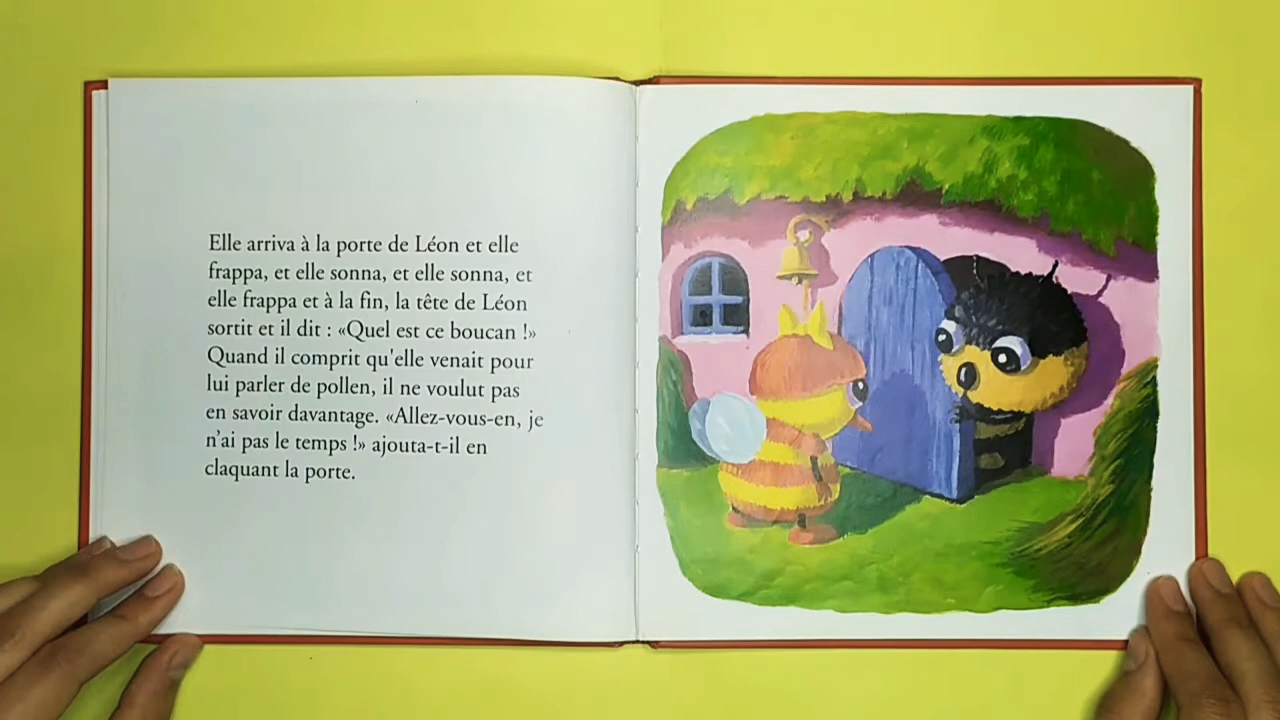 Elle arriva à la porte de Léon et elle
frappa, et elle sonna, et elle sonna, et
elle frappa et à la fin, la tête de Léon
sortit et il dit : «Quel est ce boucan !»
Quand il comprit qu'elle venait pour
lui parler de pollen, il ne voulut pas
en savoir davantage. «Allez-vous-en, je
n'ai pas le temps !» ajouta-t-il en
claquant la porte.